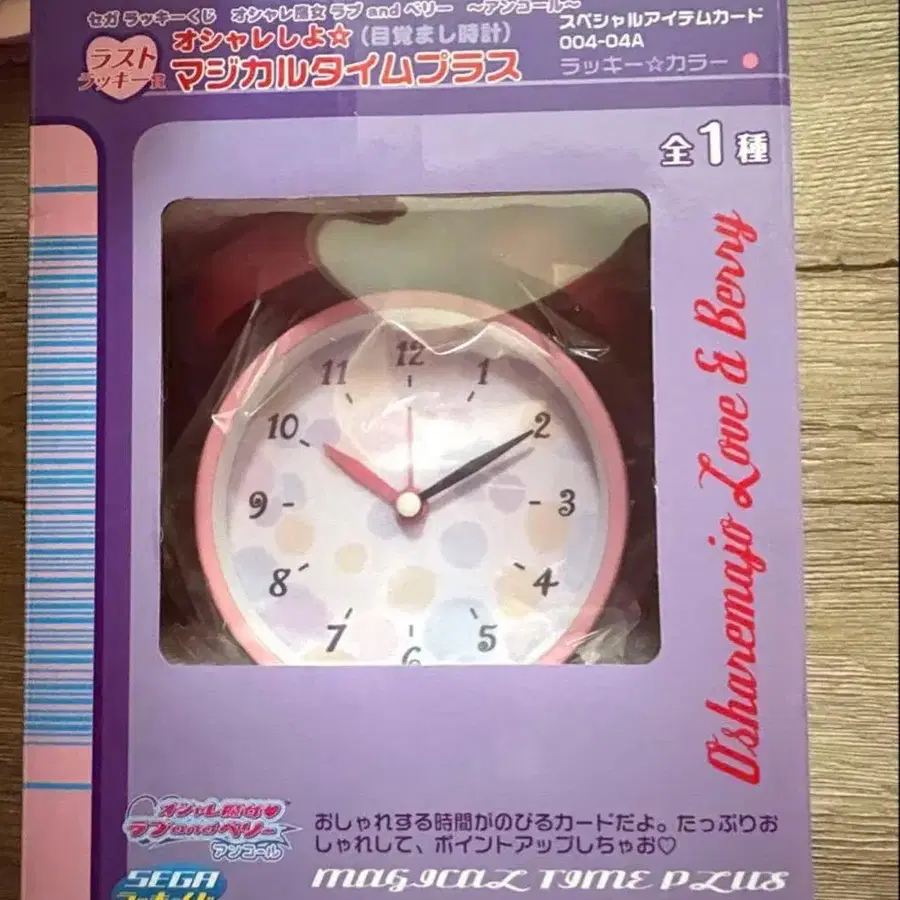 セガ ラッキーくじ オシャレ魔女 ラブ and ベリー 〜アンコール〜
ラスト
ラッキー賞
オシャレしよ☆(目覚まし時計)
マジカルタイムプラス
スペシャルアイテムカード
004-04A
ラッキー☆カラー
全1種
12
11
1
10
2
9
3
8
4
7
5
6
Osharemajo Love & Berry
オシャレ魔女♥
ラブandベリー
アンコール
おしゃれする時間がのびるカードだよ。たっぷりお
しゃれして、ポイントアップしちゃお♡
SEGA
ラッキーくじ
MAGICAL TIME PLUS